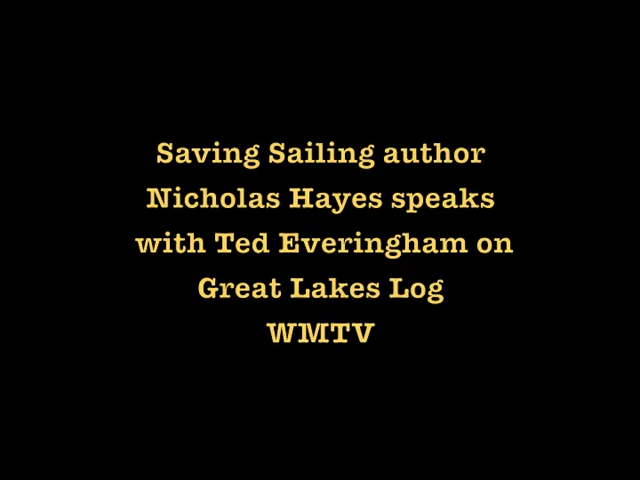 Saving Sailing author
Nicholas Hayes speaks
with Ted Everingham on
Great Lakes Log
WMTV